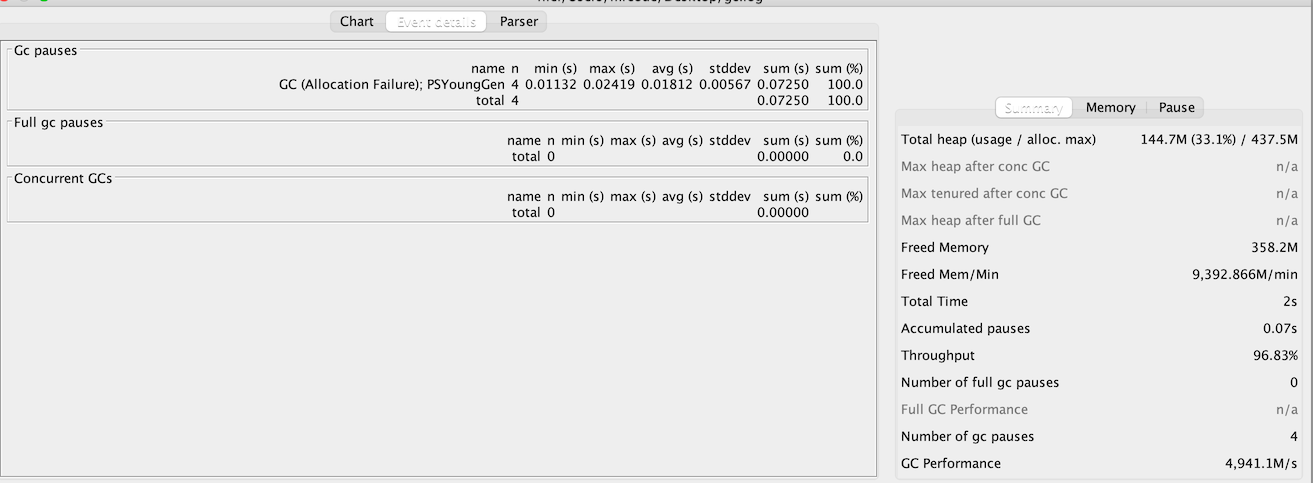 Chart Event details Parser
Gc pauses
name n min (s) max (s) avg (s) stddev sum (s) sum (%)
GC (Allocation Failure); PSYoungGen 4 0.01132 0.02419 0.01812 0.00567 0.07250 100.0
total 4 0.07250 100.0
Full gc pauses
name n min (s) max (s) avg (s) stddev sum (s) sum (%)
total 0 0.00000 0.0
Concurrent GCs
name n min (s) max (s) avg (s) stddev sum (s) sum (%)
total 0 0.00000
Summary Memory Pause
Total heap (usage / alloc. max) 144.7M (33.1%) / 437.5M
Max heap after conc GC n/a
Max tenured after conc GC n/a
Max heap after full GC n/a
Freed Memory 358.2M
Freed Mem/Min 9,392.866M/min
Total Time 2s
Accumulated pauses 0.07s
Throughput 96.83%
Number of full gc pauses 0
Full GC Performance n/a
Number of gc pauses 4
GC Performance 4,941.1M/s